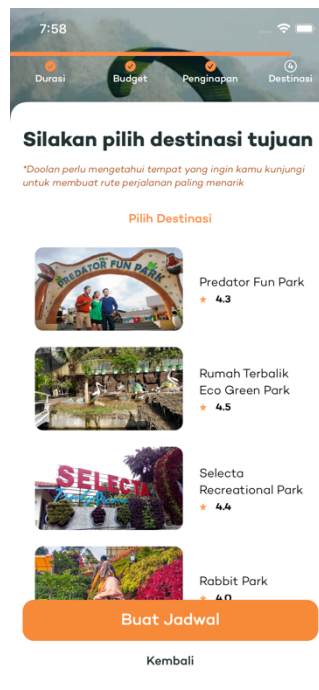 7:58
Durasi
Budget
Penginapan
4
Destinasi
Silakan pilih destinasi tujuan
*Doolan perlu mengetahui tempat yang ingin kamu kunjungi
untuk membuat rute perjalanan paling menarik
Pilih Destinasi
PREDATOR FUN PARK
Predator Fun Park
4.3
Rumah Terbalik
Eco Green Park
4.5
SELECTA
Selecta
Recreational Park
4.4
Rabbit Park
4.0
Buat Jadwal
Kembali